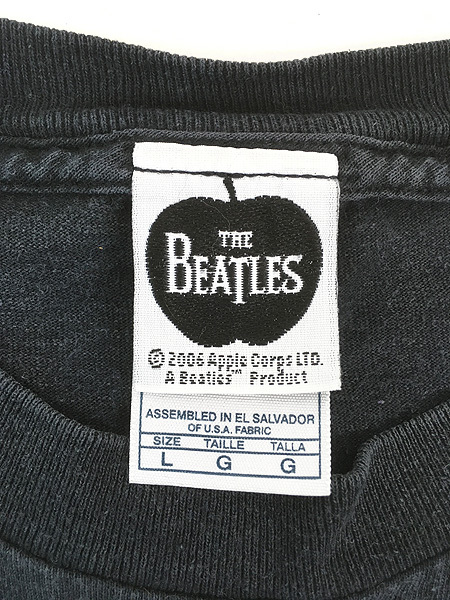 THE
BEATLES
© 2006 Apple Corps LTD.
A Beatles™ Product
ASSEMBLED IN EL SALVADOR
OF U.S.A. FABRIC
SIZE TAILLE TALLA
L G G